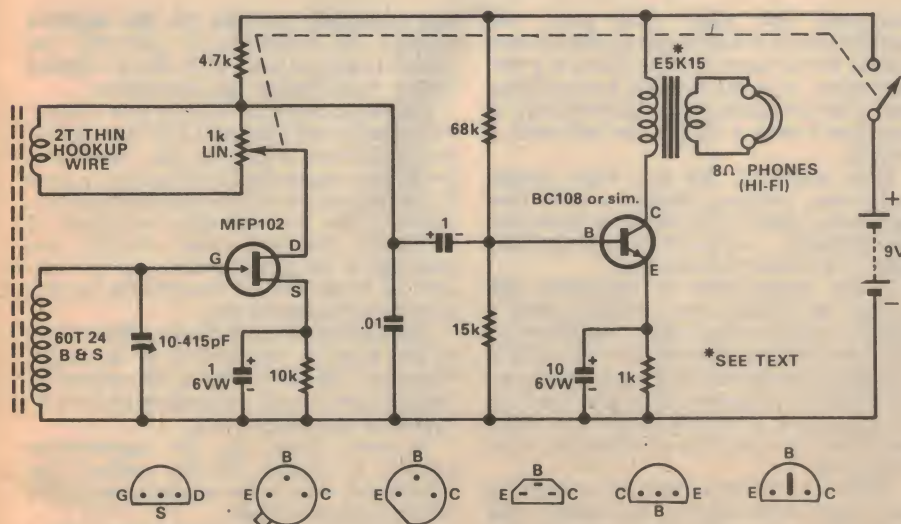 4.7k
2T THIN
HOOKUP
WIRE
1k
LIN.
MFP102
G
D
S
60T 24
B & S
10-415pF
1
6VW
+
-
10k
.01
+
1
-
68k
15k
BC108 or sim.
B
C
E
10
6VW
+
-
1k
*
E5K15
8Ω PHONES
(HI-FI)
+
9V
-
*SEE TEXT
G
D
S
B
E
C
B
E
C
B
E
C
C
E
B
B
E
C